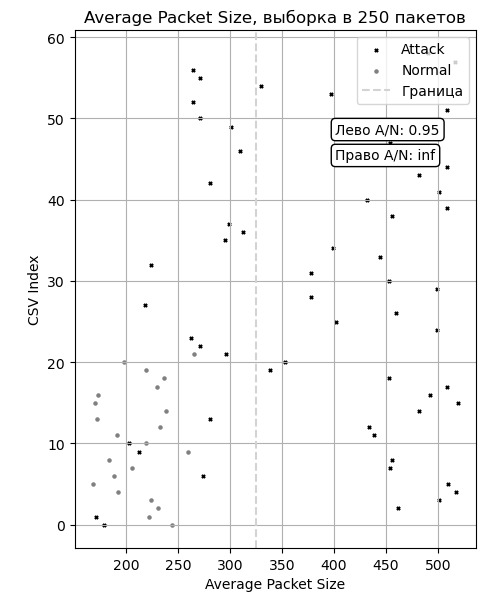 Average Packet Size, выборка в 250 пакетов
60
50
40
30
20
10
0
CSV Index
Attack
Normal
Граница
Лево A/N: 0.95
Право A/N: inf
200 250 300 350 400 450 500
Average Packet Size